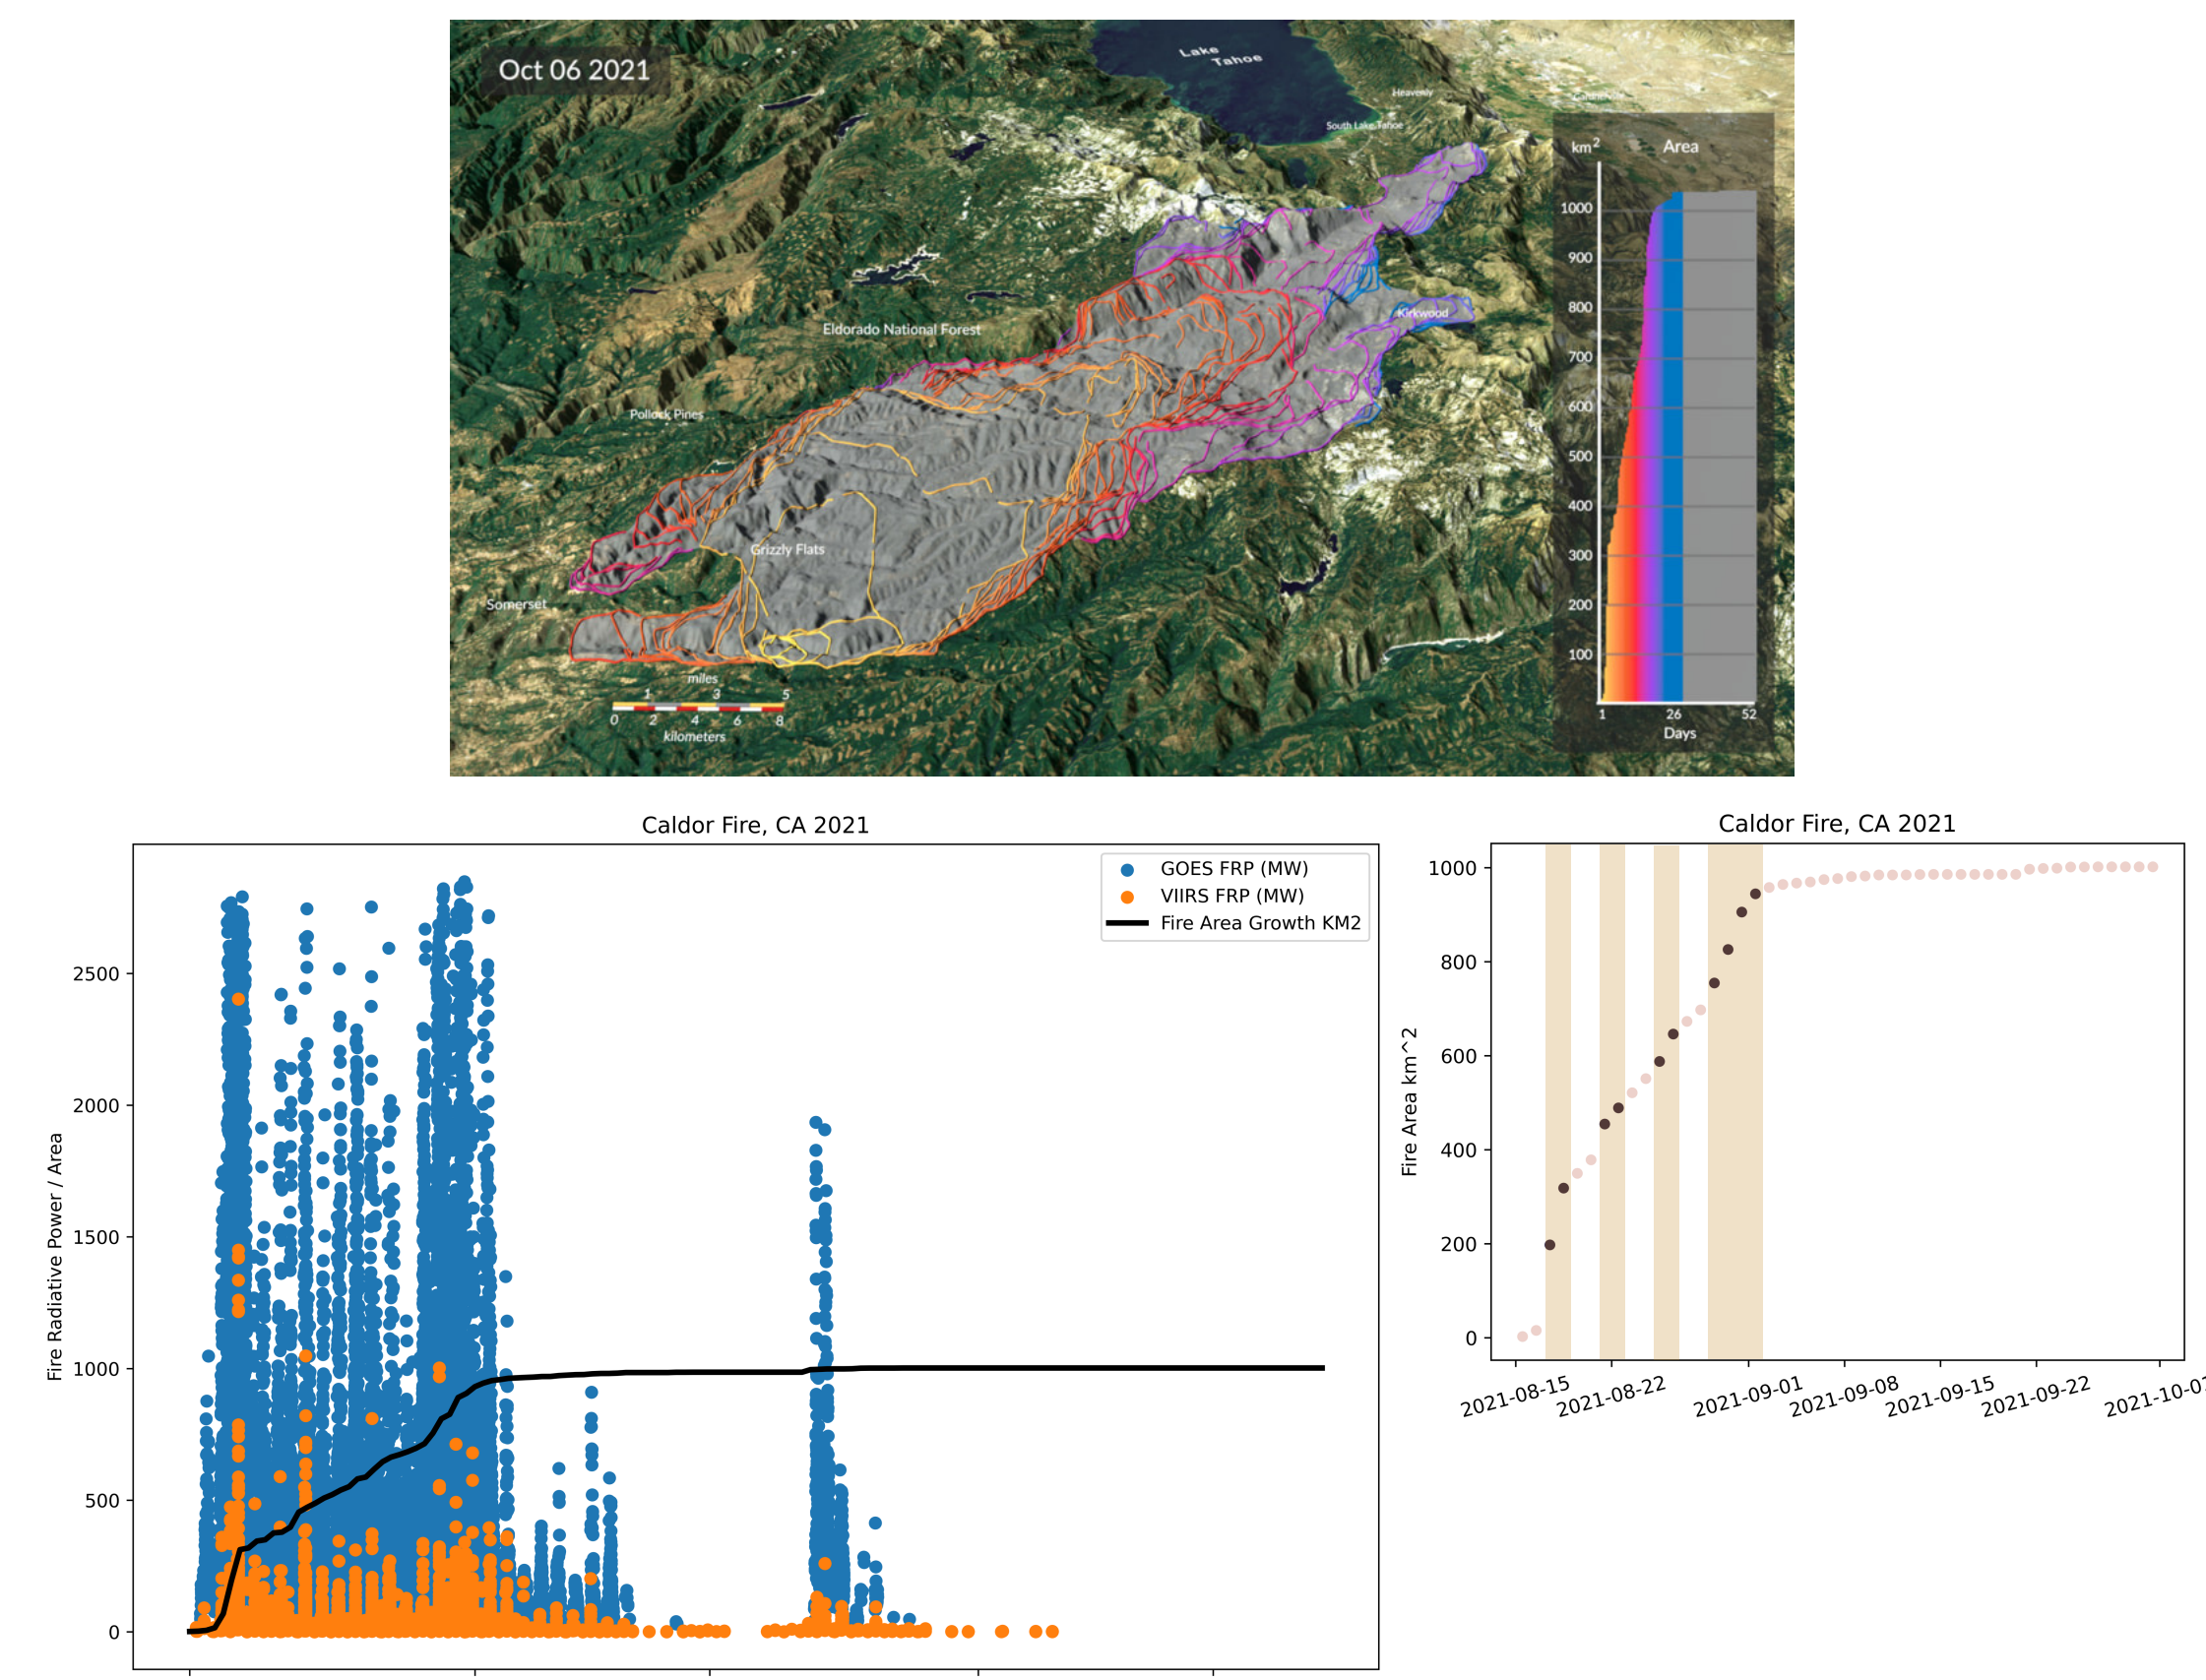 Oct 06 2021
Lake
Tahoe
Heavenly
South Lake Tahoe
Gardnerville
km2 Area
1000
900
800
700
600
500
400
300
200
100
1 26 52
Days
Eldorado National Forest
Kirkwood
Pollock Pines
Grizzly Flats
Somerset
miles
1 3 5
0 2 4 6 8
kilometers
Caldor Fire, CA 2021
GOES FRP (MW)
VIIRS FRP (MW)
Fire Area Growth KM2
Fire Radiative Power / Area
2500
2000
1500
1000
500
0
Caldor Fire, CA 2021
Fire Area km^2
1000
800
600
400
200
0
2021-08-15 2021-08-22 2021-09-01 2021-09-08 2021-09-15 2021-09-22